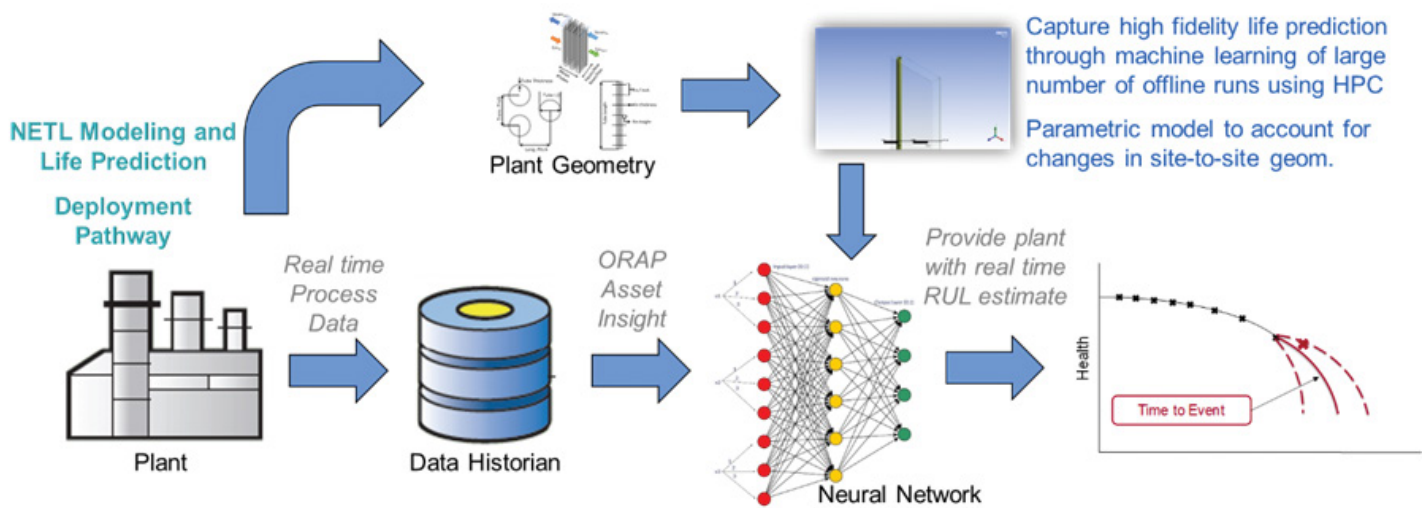 NETL Modeling and
Life Prediction
Deployment
Pathway
Plant Geometry
Capture high fidelity life prediction
through machine learning of large
number of offline runs using HPC
Parametric model to account for
changes in site-to-site geom.
Real time
Process
Data
ORAP
Asset
Insight
Provide plant
with real time
RUL estimate
Plant
Data Historian
Neural Network
Health
Time to Event